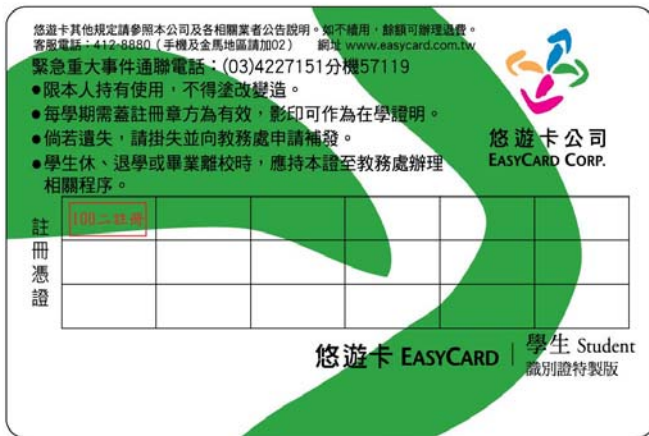 悠遊卡其他規定請參照本公司及各相關業者公告說明。如不續用，餘額可辦理退費。
客服電話：412-8880（手機及金馬地區請加02） 網址 www.easycard.com.tw
緊急重大事件通聯電話：(03)4227151分機57119
●限本人持有使用，不得塗改變造。
●每學期需蓋註冊章方為有效，影印可作為在學證明。
●倘若遺失，請掛失並向教務處申請補發。
●學生休、退學或畢業離校時，應持本證至教務處辦理
相關程序。
悠遊卡公司
EASYCARD CORP.
註冊憑證
100二註冊
悠遊卡 EASYCARD
學生 Student
識別證特製版